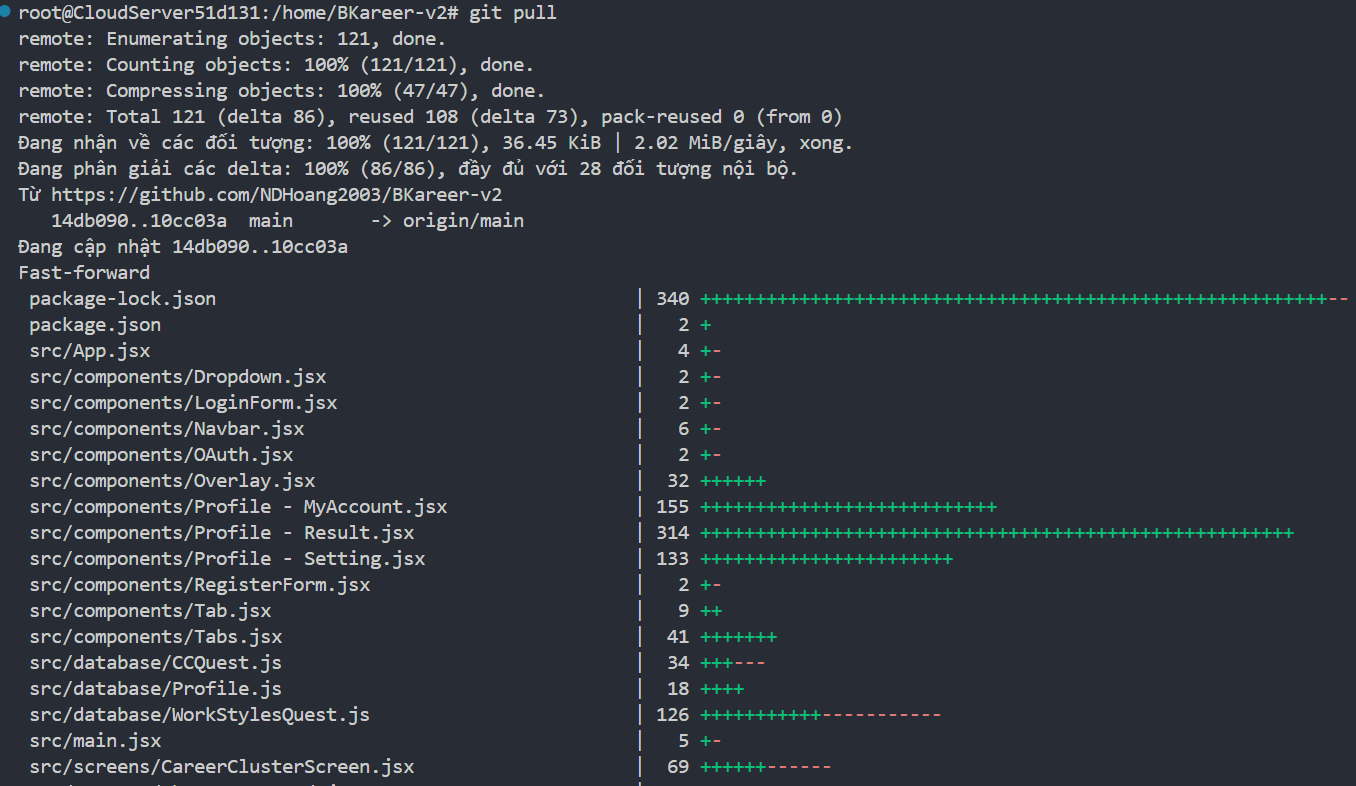 root@CloudServer51d131:/home/BKareer-v2# git pull
remote: Enumerating objects: 121, done.
remote: Counting objects: 100% (121/121), done.
remote: Compressing objects: 100% (47/47), done.
remote: Total 121 (delta 86), reused 108 (delta 73), pack-reused 0 (from 0)
Đang nhận về các đối tượng: 100% (121/121), 36.45 KiB | 2.02 MiB/giây, xong.
Đang phân giải các delta: 100% (86/86), đầy đủ với 28 đối tượng nội bộ.
Từ https://github.com/NDHoang2003/BKareer-v2
   14db090..10cc03a  main       -> origin/main
Đang cập nhật 14db090..10cc03a
Fast-forward
 package-lock.json | 340 +++++++++++++++++++++++++++++++++++++++++++++++++++++++++--
 package.json | 2 +
 src/App.jsx | 4 +-
 src/components/Dropdown.jsx | 2 +-
 src/components/LoginForm.jsx | 2 +-
 src/components/Navbar.jsx | 6 +-
 src/components/OAuth.jsx | 2 +-
 src/components/Overlay.jsx | 32 ++++++
 src/components/Profile - MyAccount.jsx | 155 +++++++++++++++++++++++++++
 src/components/Profile - Result.jsx | 314 ++++++++++++++++++++++++++++++++++++++++++++++++++++++
 src/components/Profile - Setting.jsx | 133 +++++++++++++++++++++++
 src/components/RegisterForm.jsx | 2 +-
 src/components/Tab.jsx | 9 ++
 src/components/Tabs.jsx | 41 +++++++
 src/database/CCQuest.js | 34 +++---
 src/database/Profile.js | 18 ++++
 src/database/WorkStylesQuest.js | 126 +++++++++++-----------
 src/main.jsx | 5 +-
 src/screens/CareerClusterScreen.jsx | 69 ++++++------